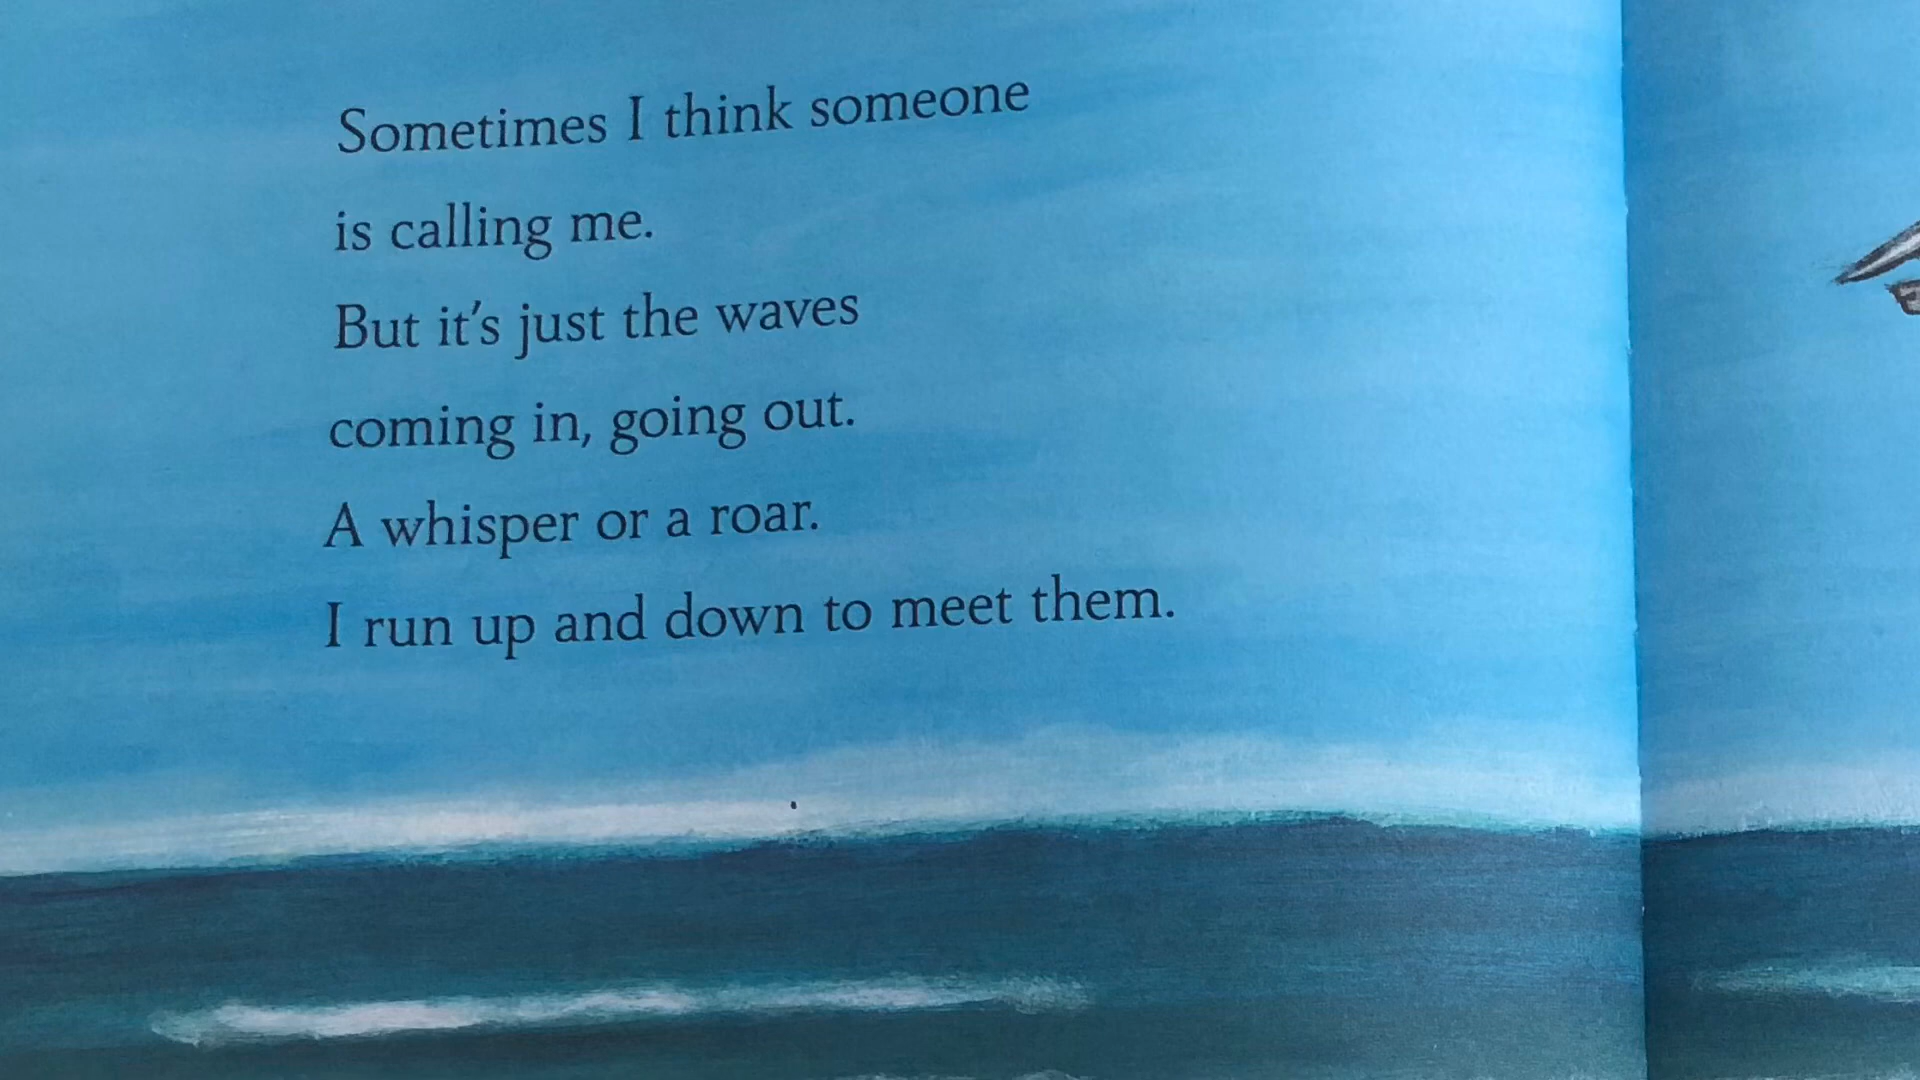 Sometimes I think someone
is calling me.
But it's just the waves
coming in, going out.
A whisper or a roar.
I run up and down to meet them.